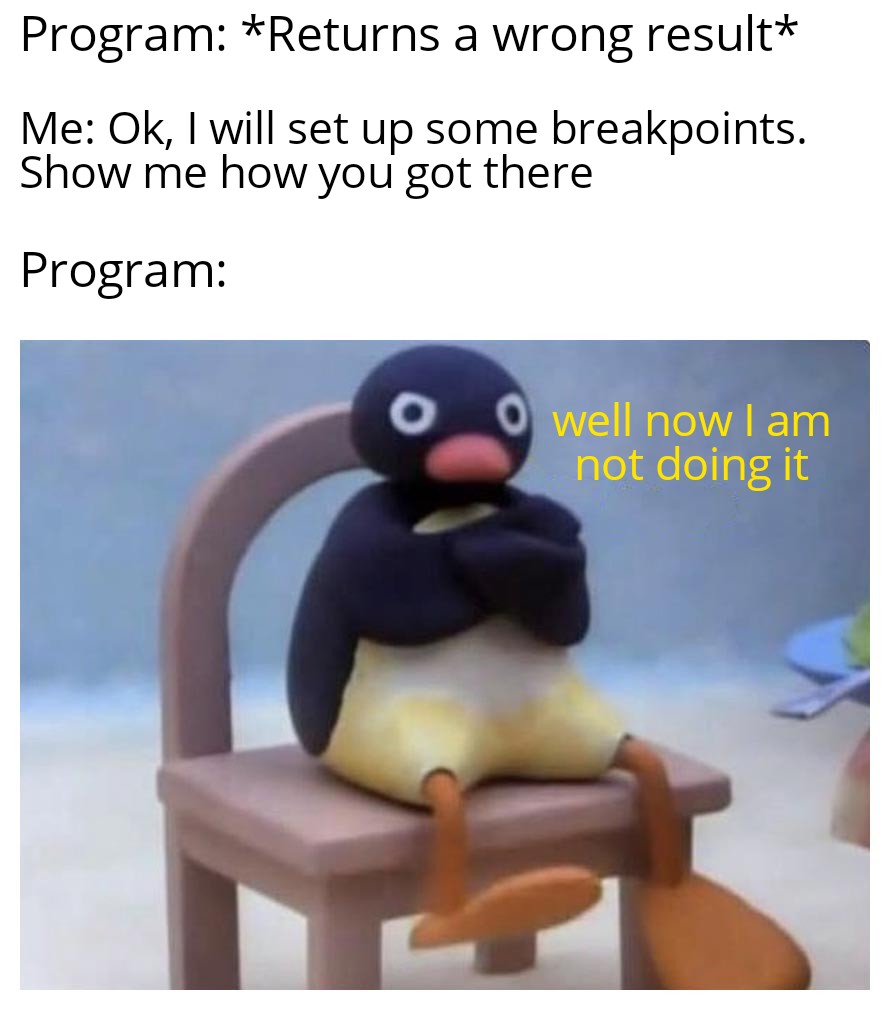 Program: *Returns a wrong result*
Me: Ok, I will set up some breakpoints.
Show me how you got there
Program:
well now I am
not doing it